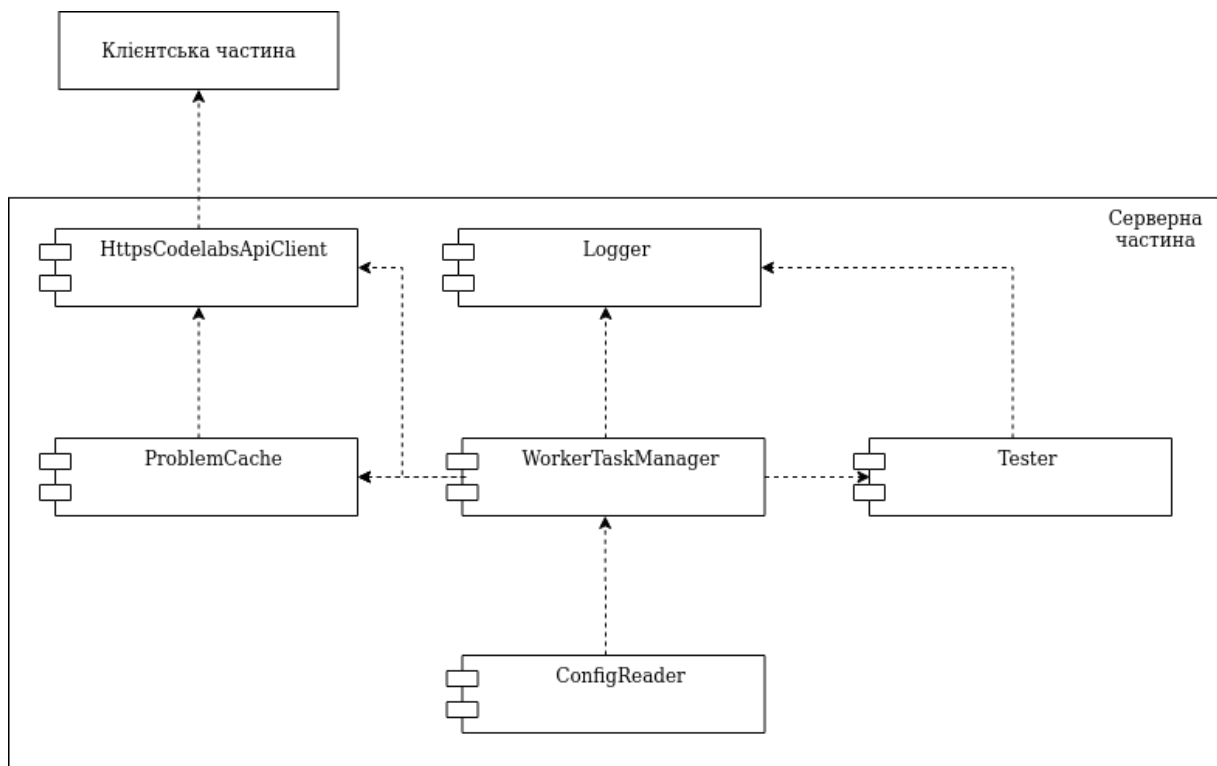 Клієнтська частина
Серверна
частина
HttpsCodelabsApiClient
Logger
ProblemCache
WorkerTaskManager
Tester
ConfigReader